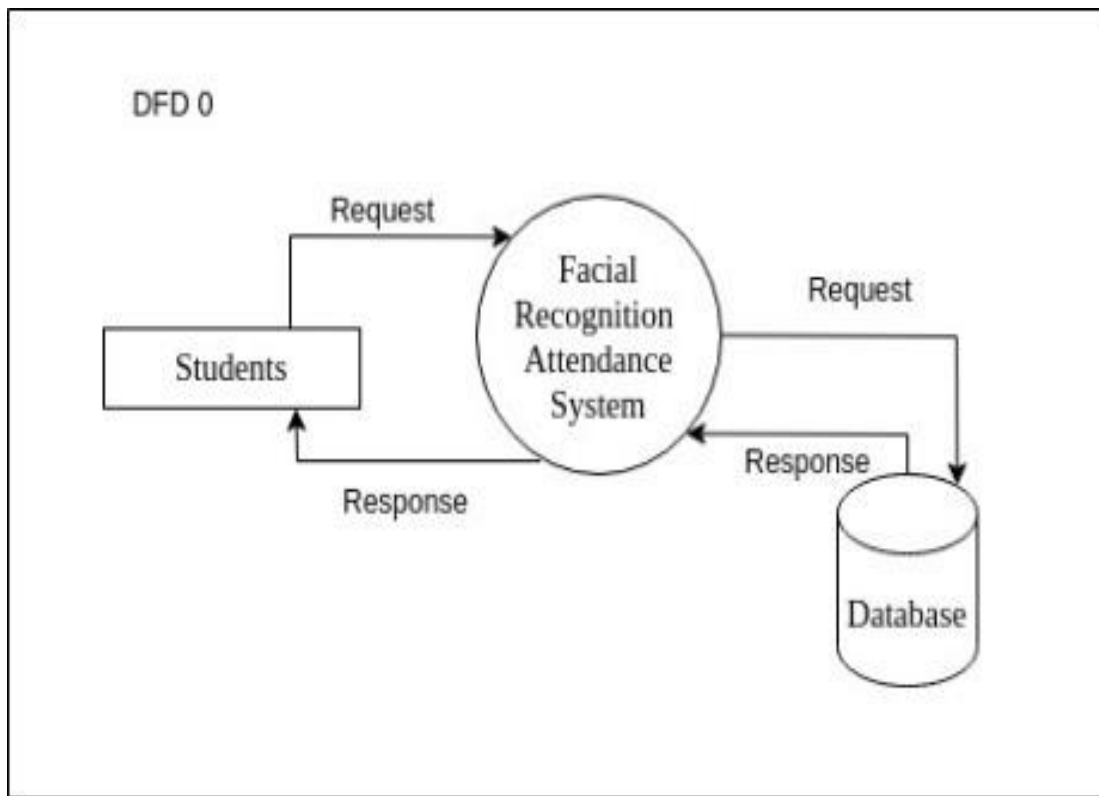 DFD 0
Request
Facial
Recognition
Attendance
System
Request
Students
Response
Response
Database